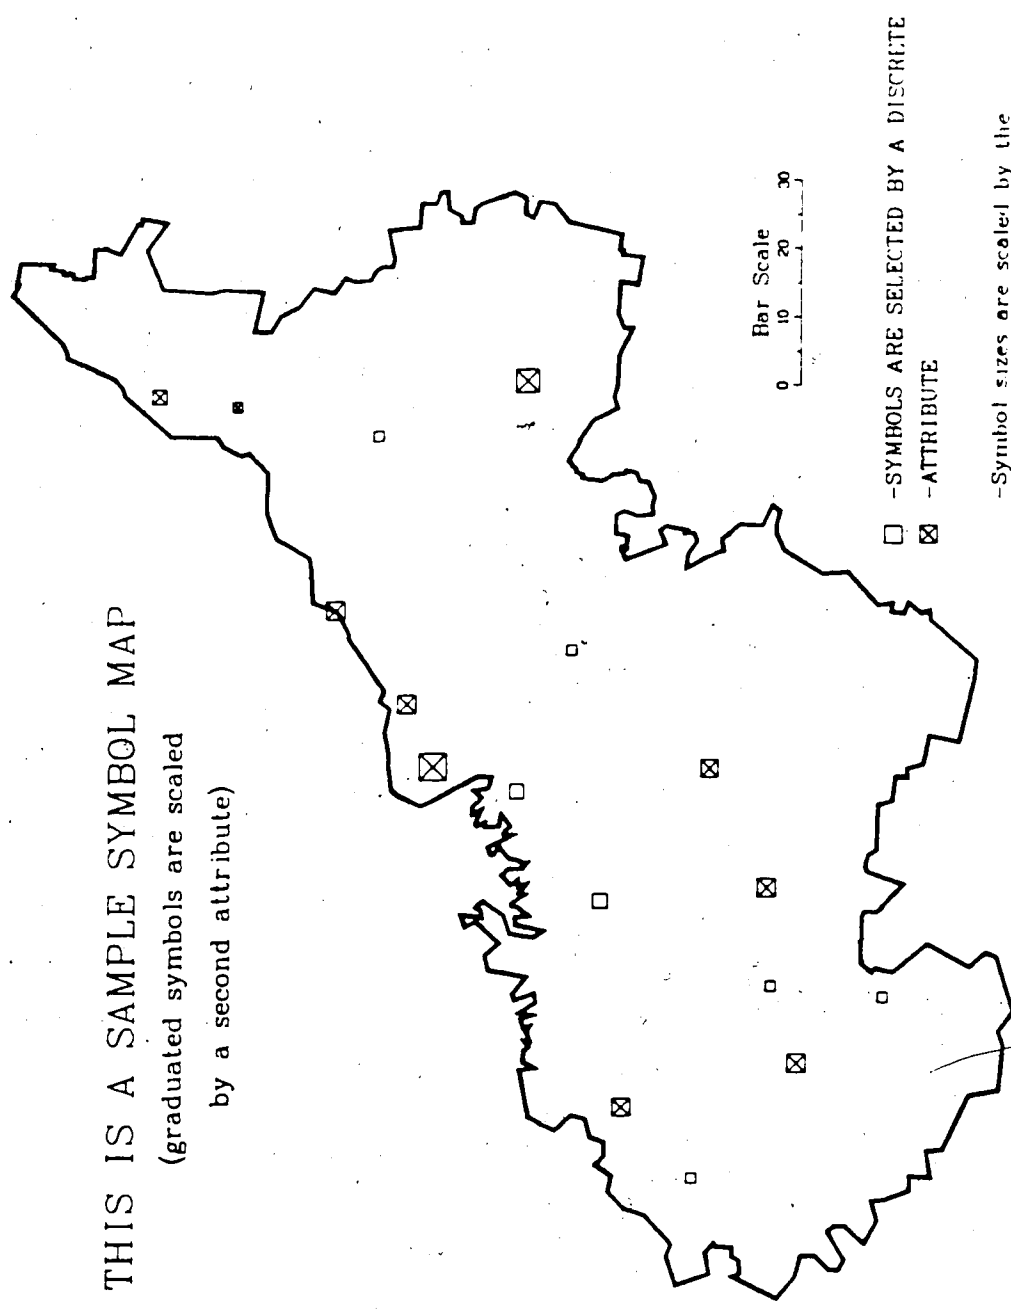 THIS IS A SAMPLE SYMBOL MAP
(graduated symbols are scaled
by a second attribute)
Bar Scale
0 10 20 30
-SYMBOLS ARE SELECTED BY A DISCRETE
-ATTRIBUTE
-Symbol sizes are scaled by the